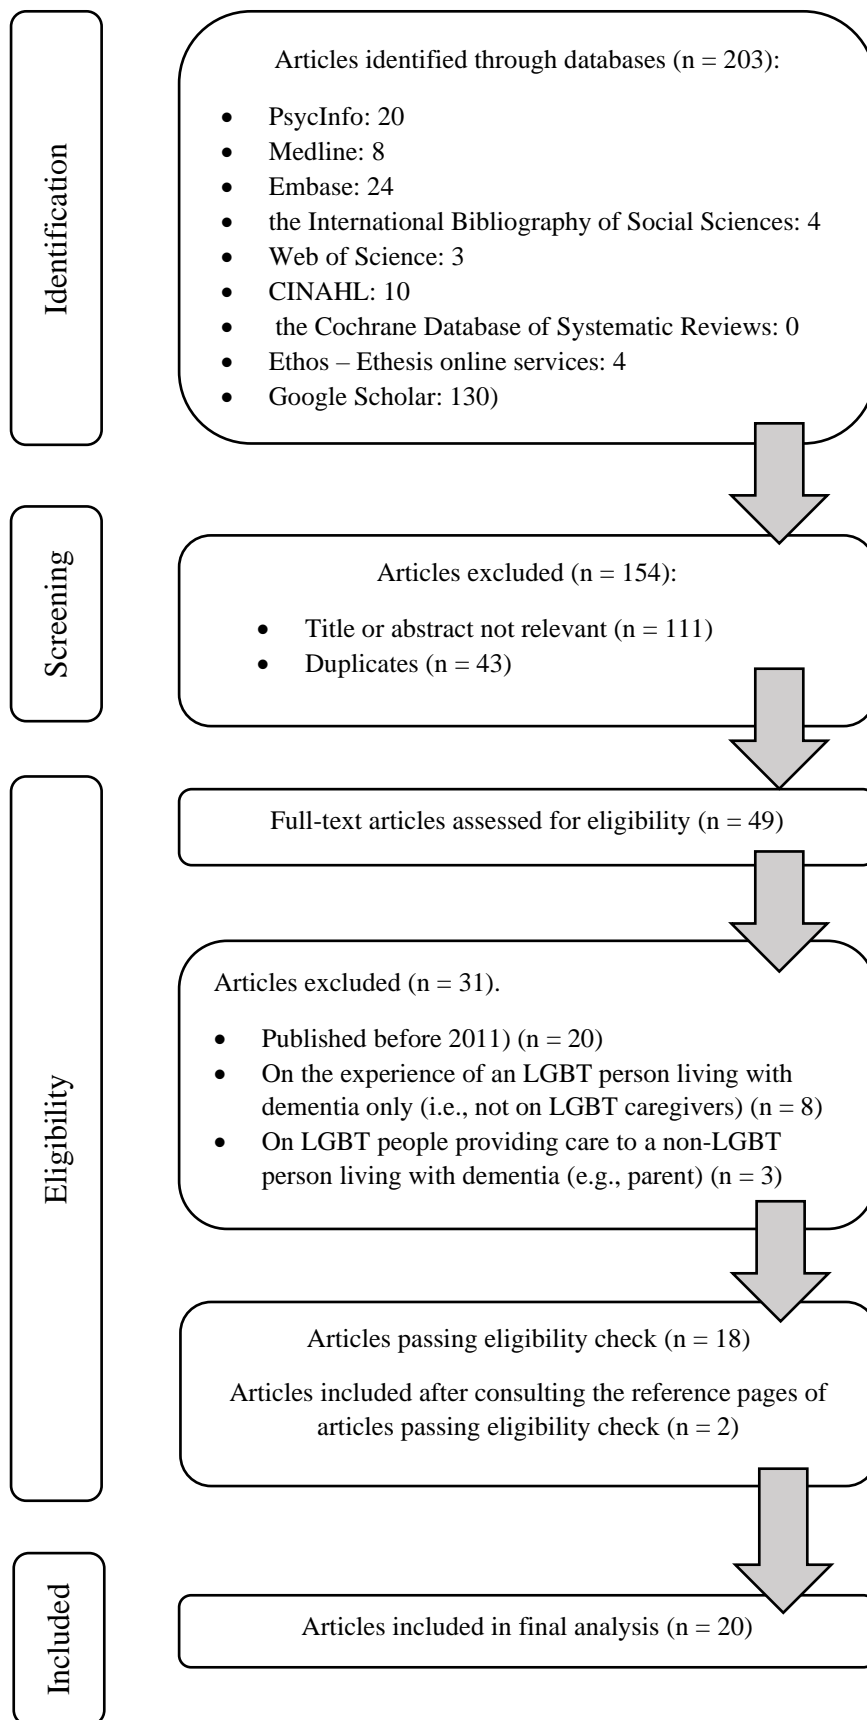 Identification
Articles identified through databases (n = 203):
• PsycInfo: 20
• Medline: 8
• Embase: 24
• the International Bibliography of Social Sciences: 4
• Web of Science: 3
• CINAHL: 10
• the Cochrane Database of Systematic Reviews: 0
• Ethos – Ethesis online services: 4
• Google Scholar: 130)
Screening
Articles excluded (n = 154):
• Title or abstract not relevant (n = 111)
• Duplicates (n = 43)
Eligibility
Full-text articles assessed for eligibility (n = 49)
Articles excluded (n = 31).
• Published before 2011) (n = 20)
• On the experience of an LGBT person living with
dementia only (i.e., not on LGBT caregivers) (n = 8)
• On LGBT people providing care to a non-LGBT
person living with dementia (e.g., parent) (n = 3)
Articles passing eligibility check (n = 18)
Articles included after consulting the reference pages of
articles passing eligibility check (n = 2)
Included
Articles included in final analysis (n = 20)